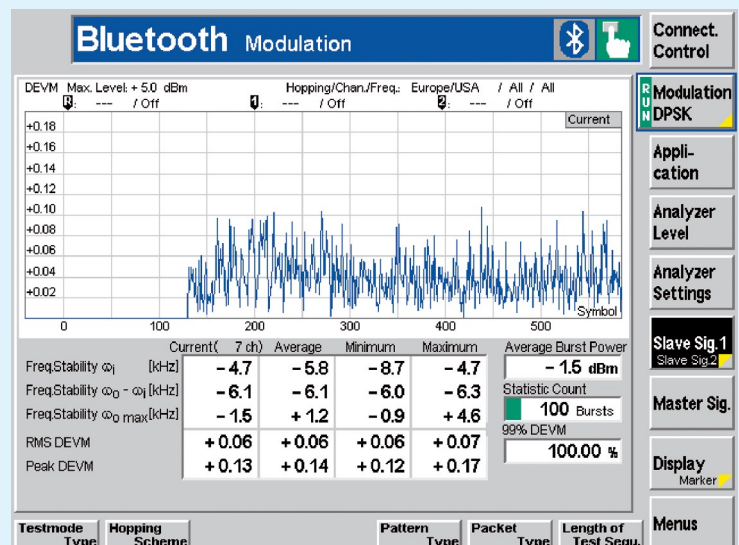 Bluetooth Modulation
Connect.
Control
DEVM Max. Level: + 5.0 dBm Hopping/Chan./Freq.: Europe/USA / All / All
R: --- / Off 1: --- / Off 2: --- / Off
Current
+0.18
+0.16
+0.14
+0.12
+0.10
+0.08
+0.06
+0.04
+0.02
Symbol
0 100 200 300 400 500
RUN
Modulation
DPSK
Appli-
cation
Analyzer
Level
Analyzer
Settings
Slave Sig.1
Slave Sig.2
Master Sig.
Display
Marker
Menus
Current( 7 ch) Average Minimum Maximum
Freq.Stability ωi [kHz] – 4.7 – 5.8 – 8.7 – 4.7
Freq.Stability ω0 - ωi [kHz] – 6.1 – 6.1 – 6.0 – 6.3
Freq.Stability ω0 max [kHz] – 1.5 + 1.2 – 0.9 + 4.6
RMS DEVM + 0.06 + 0.06 + 0.06 + 0.07
Peak DEVM + 0.13 + 0.14 + 0.12 + 0.17
Average Burst Power
– 1.5 dBm
Statistic Count
100 Bursts
99% DEVM
100.00 %
Testmode
Type
Hopping
Scheme
Pattern
Type
Packet
Type
Length of
Test Sequ.